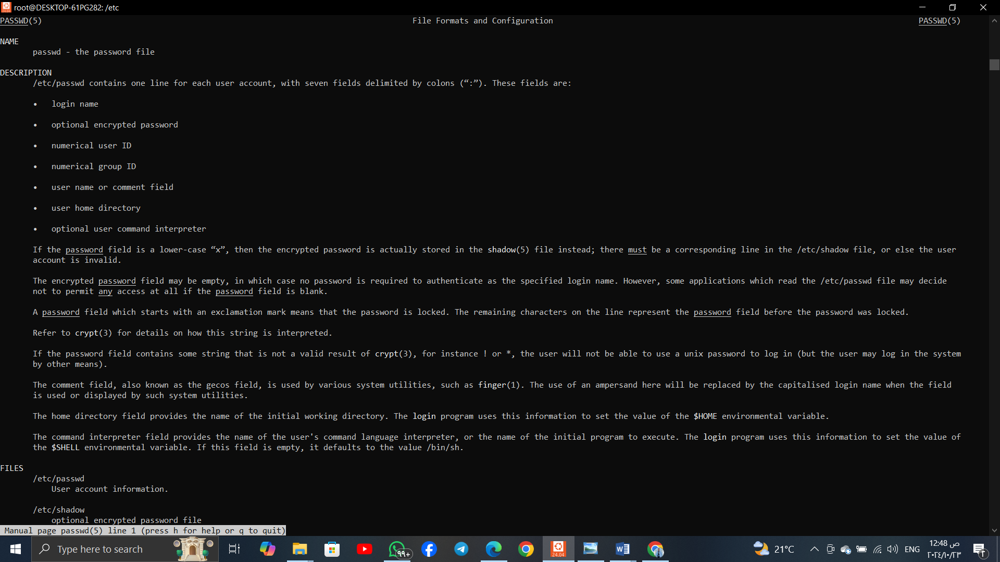 root@DESKTOP-61PG282: /etc
PASSWD(5) File Formats and Configuration PASSWD(5)
NAME
passwd - the password file
DESCRIPTION
/etc/passwd contains one line for each user account, with seven fields delimited by colons (“:”). These fields are:
• login name
• optional encrypted password
• numerical user ID
• numerical group ID
• user name or comment field
• user home directory
• optional user command interpreter
If the password field is a lower-case “x”, then the encrypted password is actually stored in the shadow(5) file instead; there must be a corresponding line in the /etc/shadow file, or else the user
account is invalid.
The encrypted password field may be empty, in which case no password is required to authenticate as the specified login name. However, some applications which read the /etc/passwd file may decide
not to permit any access at all if the password field is blank.
A password field which starts with an exclamation mark means that the password is locked. The remaining characters on the line represent the password field before the password was locked.
Refer to crypt(3) for details on how this string is interpreted.
If the password field contains some string that is not a valid result of crypt(3), for instance ! or *, the user will not be able to use a unix password to log in (but the user may log in the system
by other means).
The comment field, also known as the gecos field, is used by various system utilities, such as finger(1). The use of an ampersand here will be replaced by the capitalised login name when the field
is used or displayed by such system utilities.
The home directory field provides the name of the initial working directory. The login program uses this information to set the value of the $HOME environmental variable.
The command interpreter field provides the name of the user's command language interpreter, or the name of the initial program to execute. The login program uses this information to set the value of
the $SHELL environmental variable. If this field is empty, it defaults to the value /bin/sh.
FILES
/etc/passwd
User account information.
/etc/shadow
optional encrypted password file
Manual page passwd(5) line 1 (press h for help or q to quit)
Type here to search
٩٩+
24.04
21°C
ENG
12:48 ص
٢٠٢٤/١٠/٢٣
٢